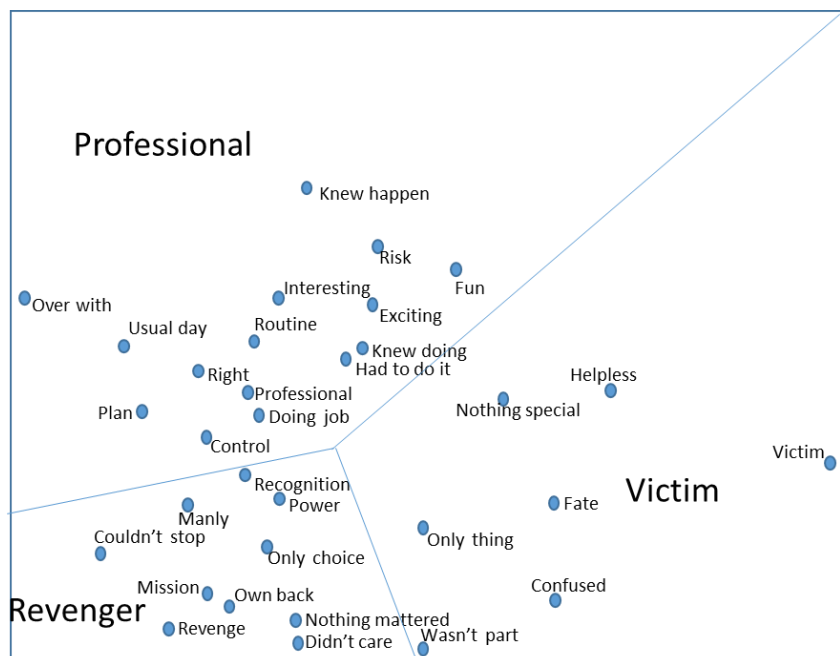 Professional
Knew happen
Risk
Fun
Interesting
Over with
Exciting
Usual day
Routine
Knew doing
Had to do it
Right
Helpless
Professional
Nothing special
Plan
Doing job
Control
Victim
Recognition
Victim
Power
Fate
Manly
Couldn't stop
Only thing
Only choice
Mission
Own back
Confused
Revenger
Nothing mattered
Revenge
Wasn't part
Didn't care